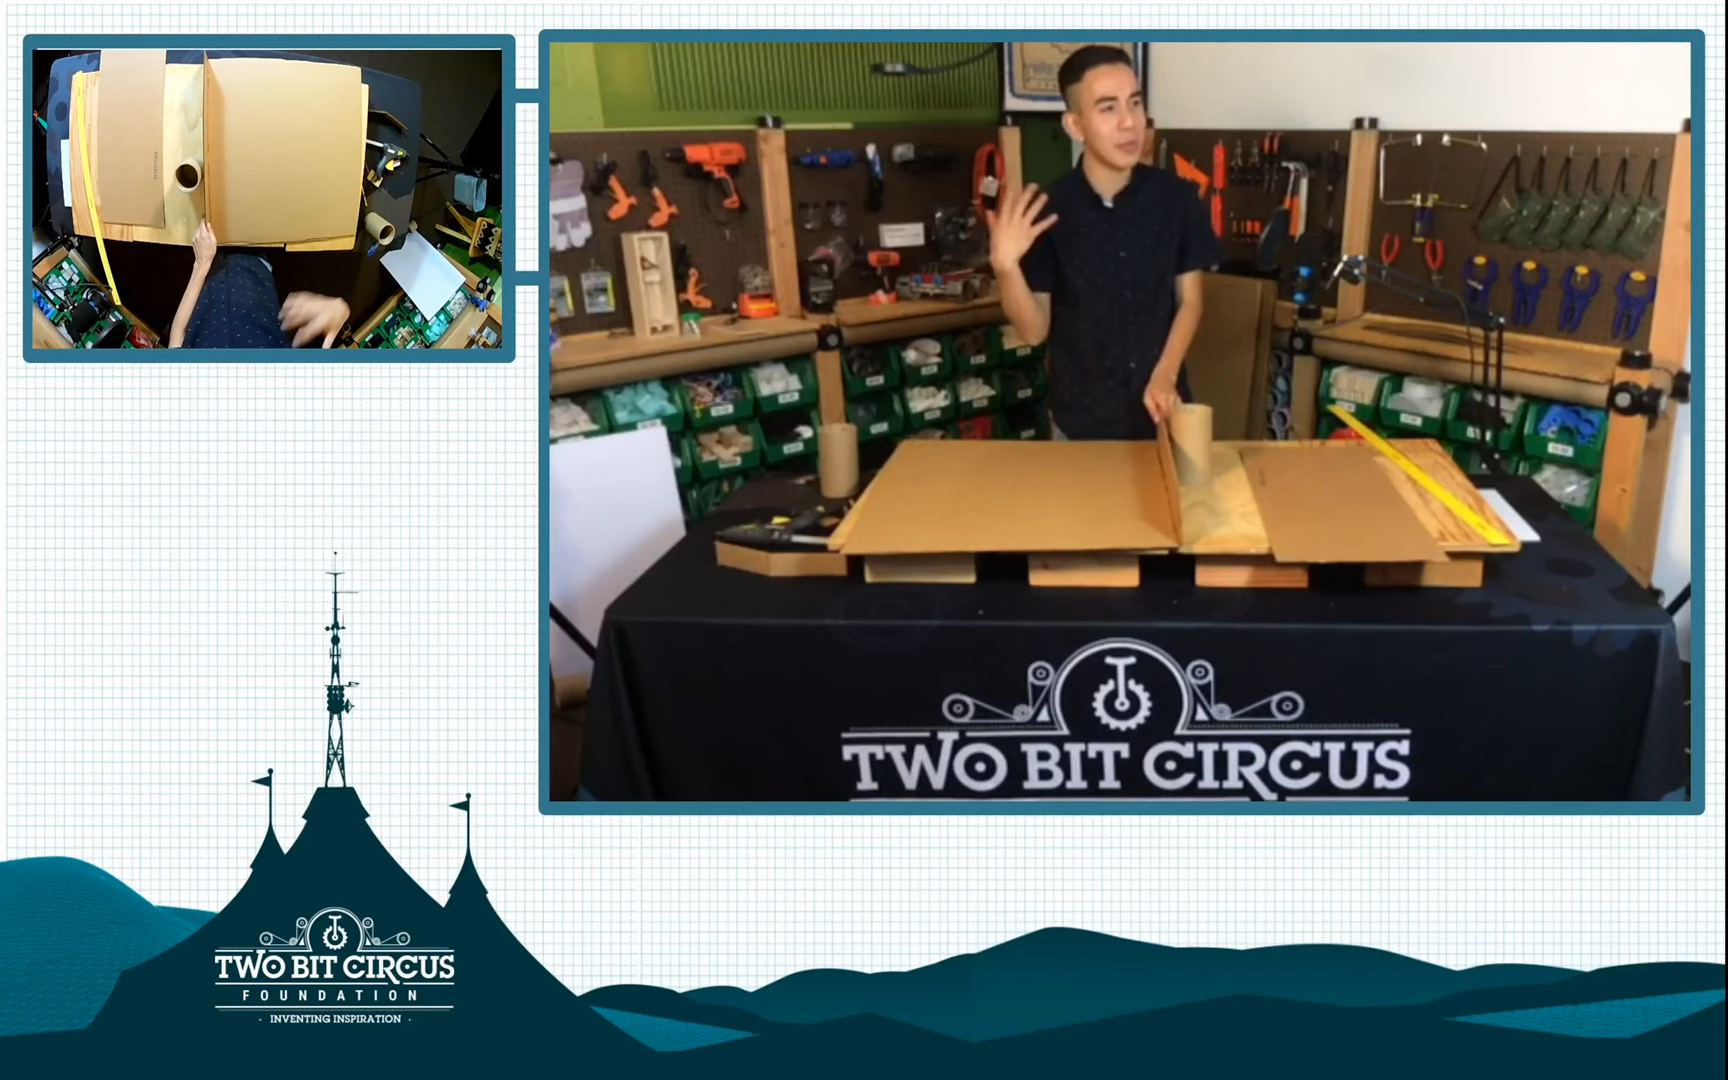 TWO BIT CIRCUS
TWO BIT CIRCUS
FOUNDATION
· INVENTING INSPIRATION ·